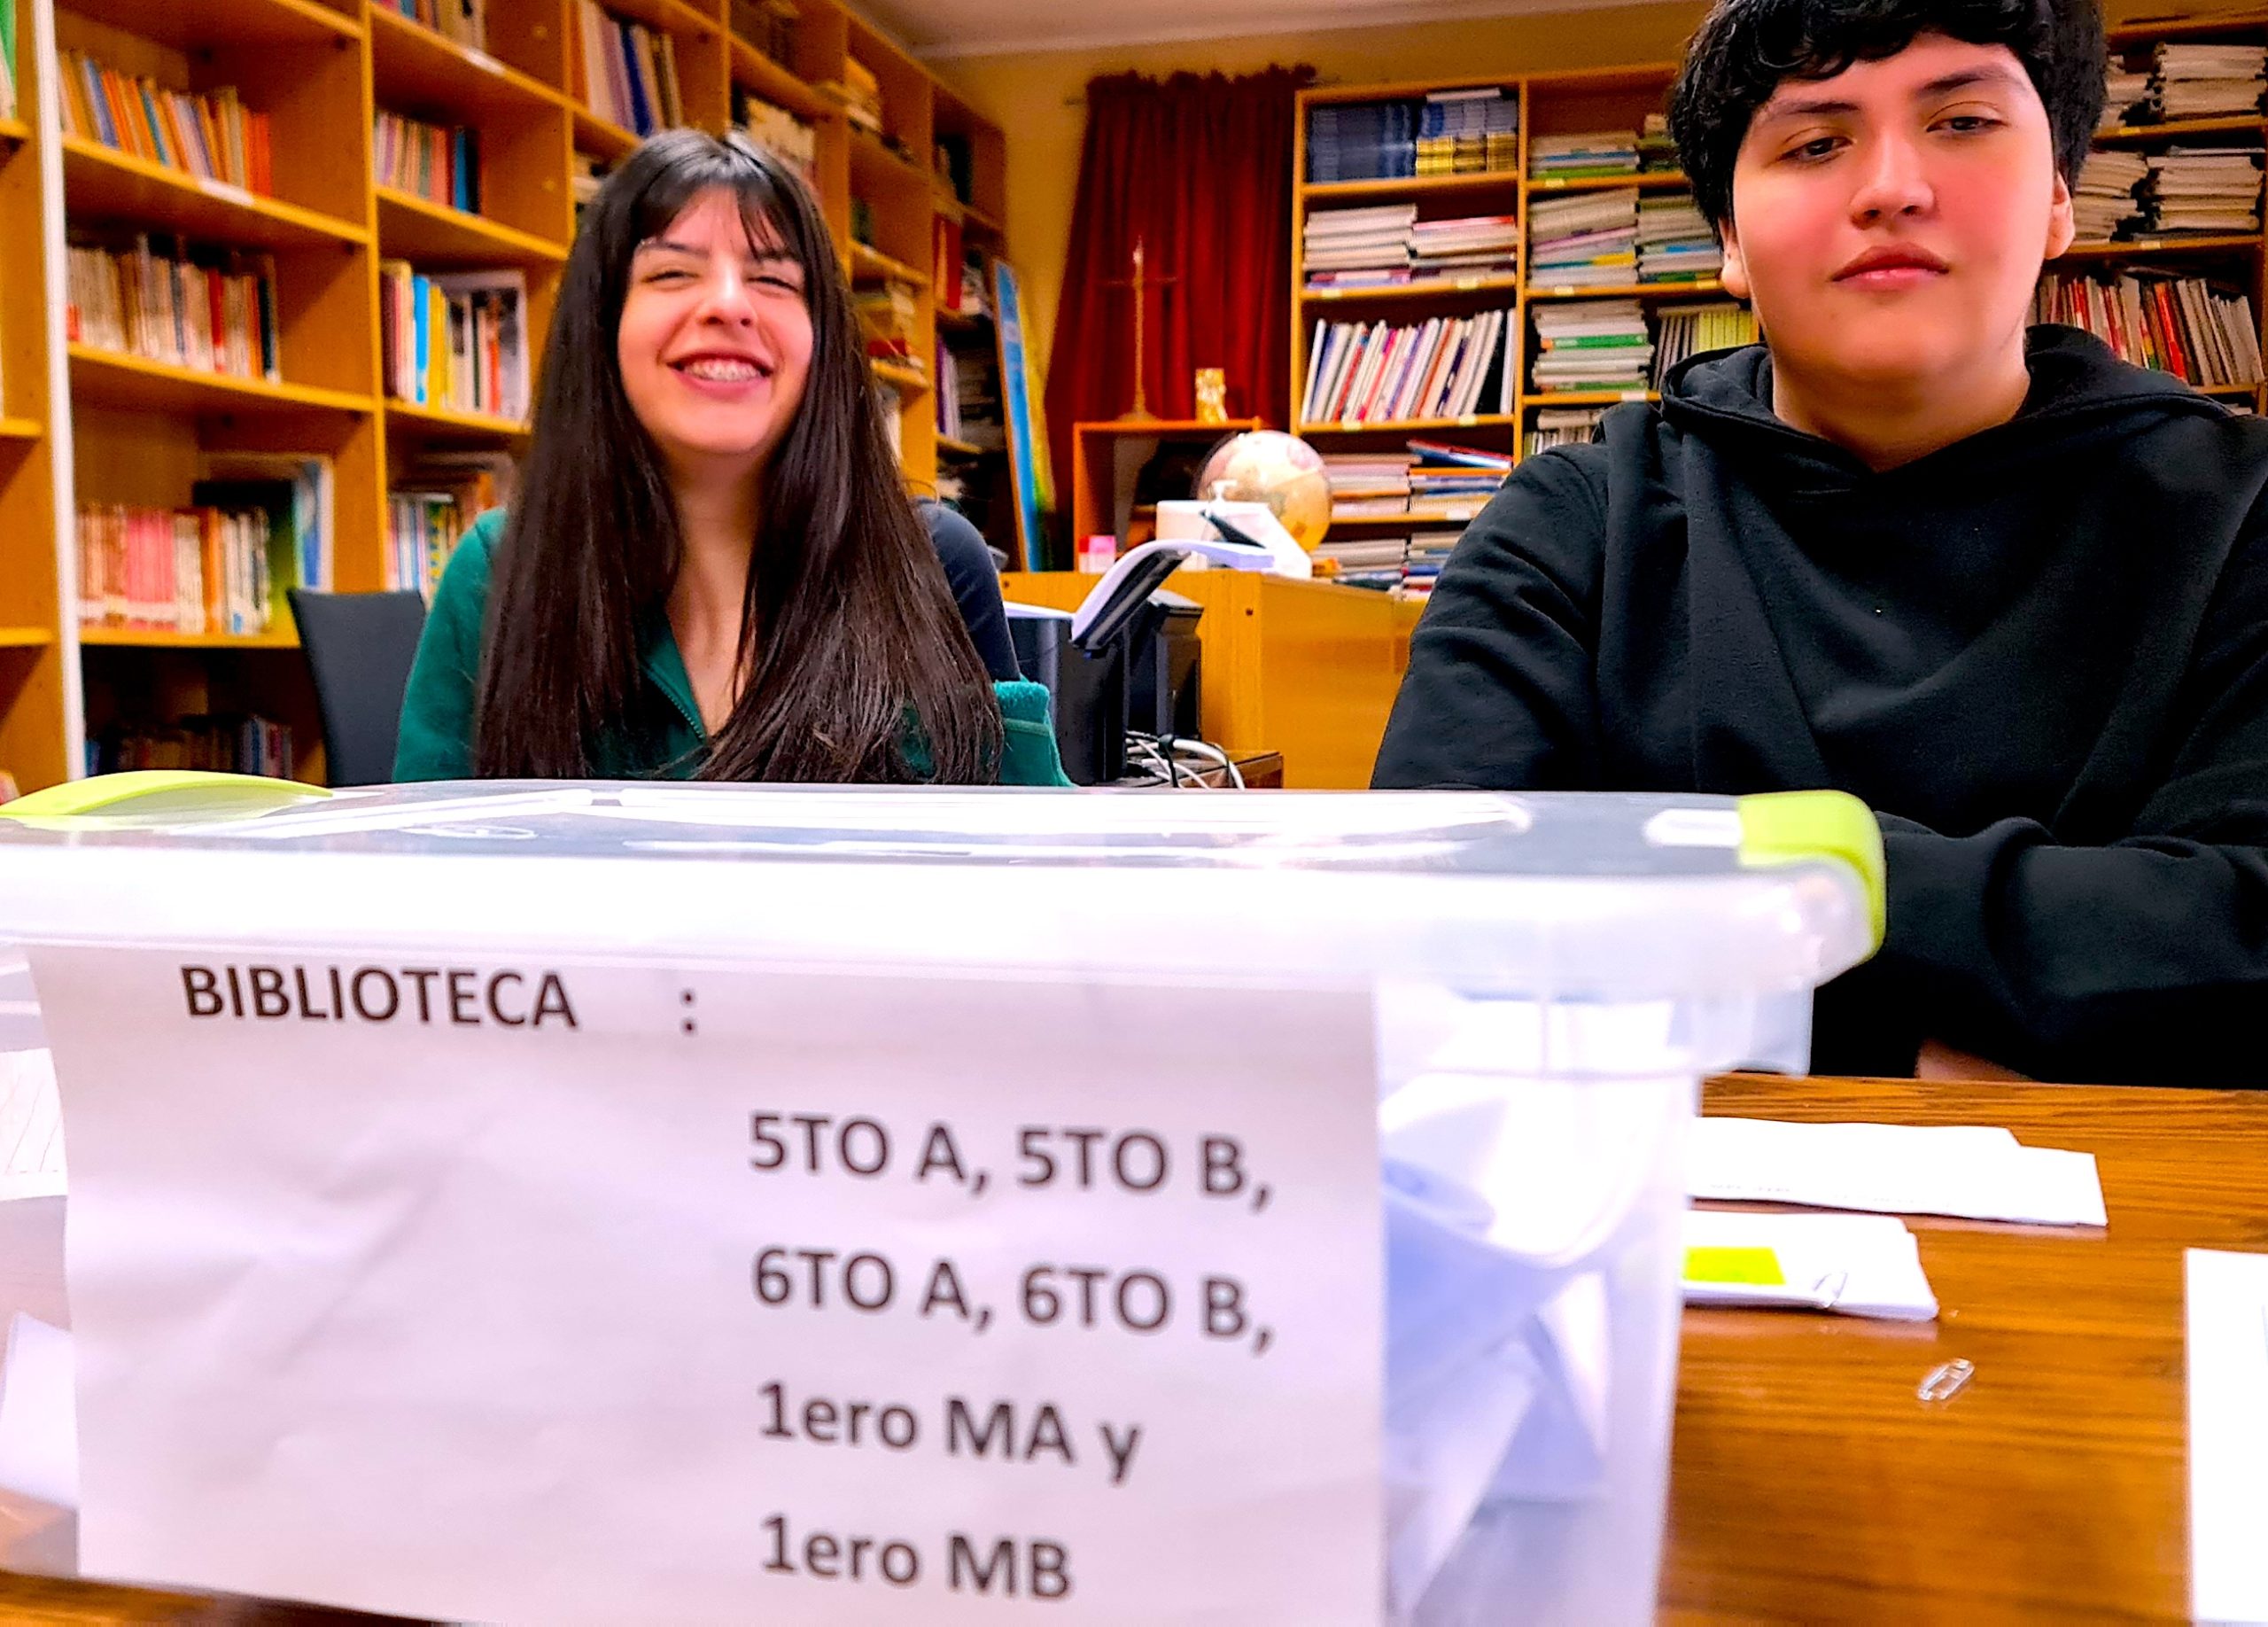 BIBLIOTECA :
5TO A, 5TO B,
6TO A, 6TO B,
1ero MA y
1ero MB